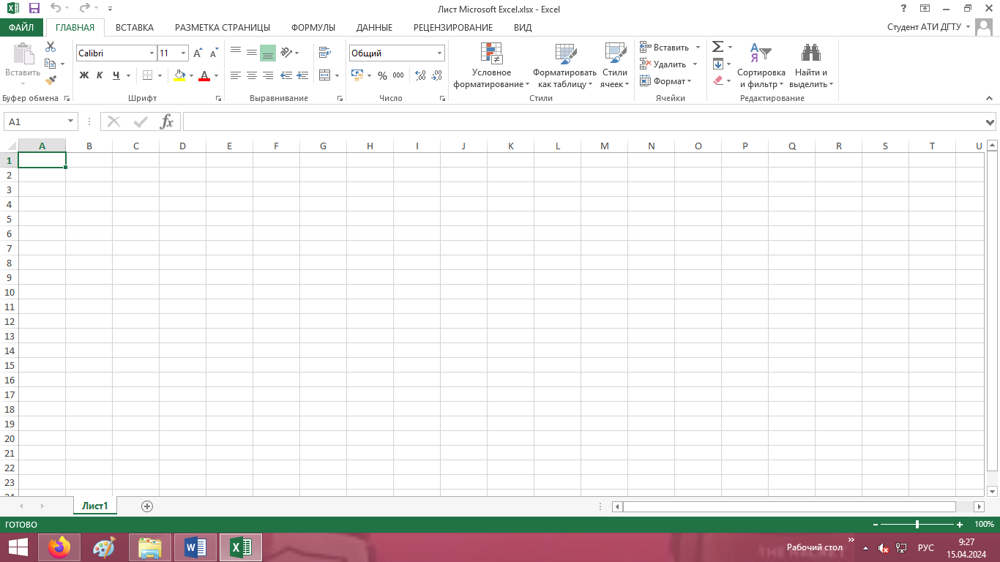 Лист Microsoft Excel.xlsx - Excel
?
ФАЙЛ ГЛАВНАЯ ВСТАВКА РАЗМЕТКА СТРАНИЦЫ ФОРМУЛЫ ДАННЫЕ РЕЦЕНЗИРОВАНИЕ ВИД Студент АТИ ДГТУ
Вставить
Calibri 11
Ж К Ч
Общий
% 000
Условное форматирование
Форматировать как таблицу
Стили ячеек
Вставить
Удалить
Формат
Сортировка и фильтр
Найти и выделить
Буфер обмена Шрифт Выравнивание Число Стили Ячейки Редактирование
A1 fx
A B C D E F G H I J K L M N O P Q R S T U
1
2
3
4
5
6
7
8
9
10
11
12
13
14
15
16
17
18
19
20
21
22
23
Лист1
ГОТОВО 100%
Рабочий стол РУС 9:27
15.04.2024